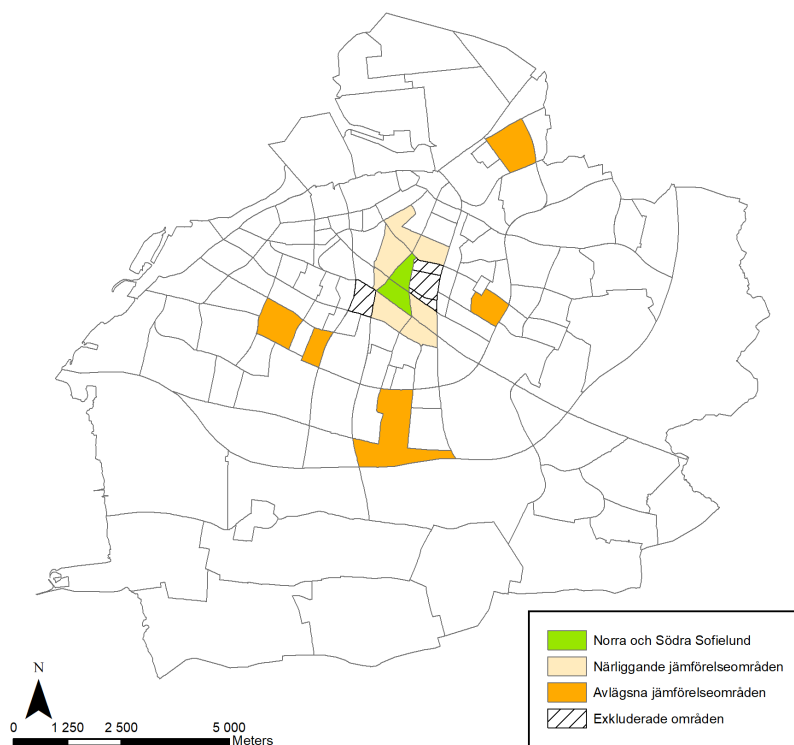 Norra och Södra Sofielund
Närliggande jämförelseområden
Avlägsna jämförelseområden
Exkluderade områden
N
0 1 250 2 500 5 000
Meters